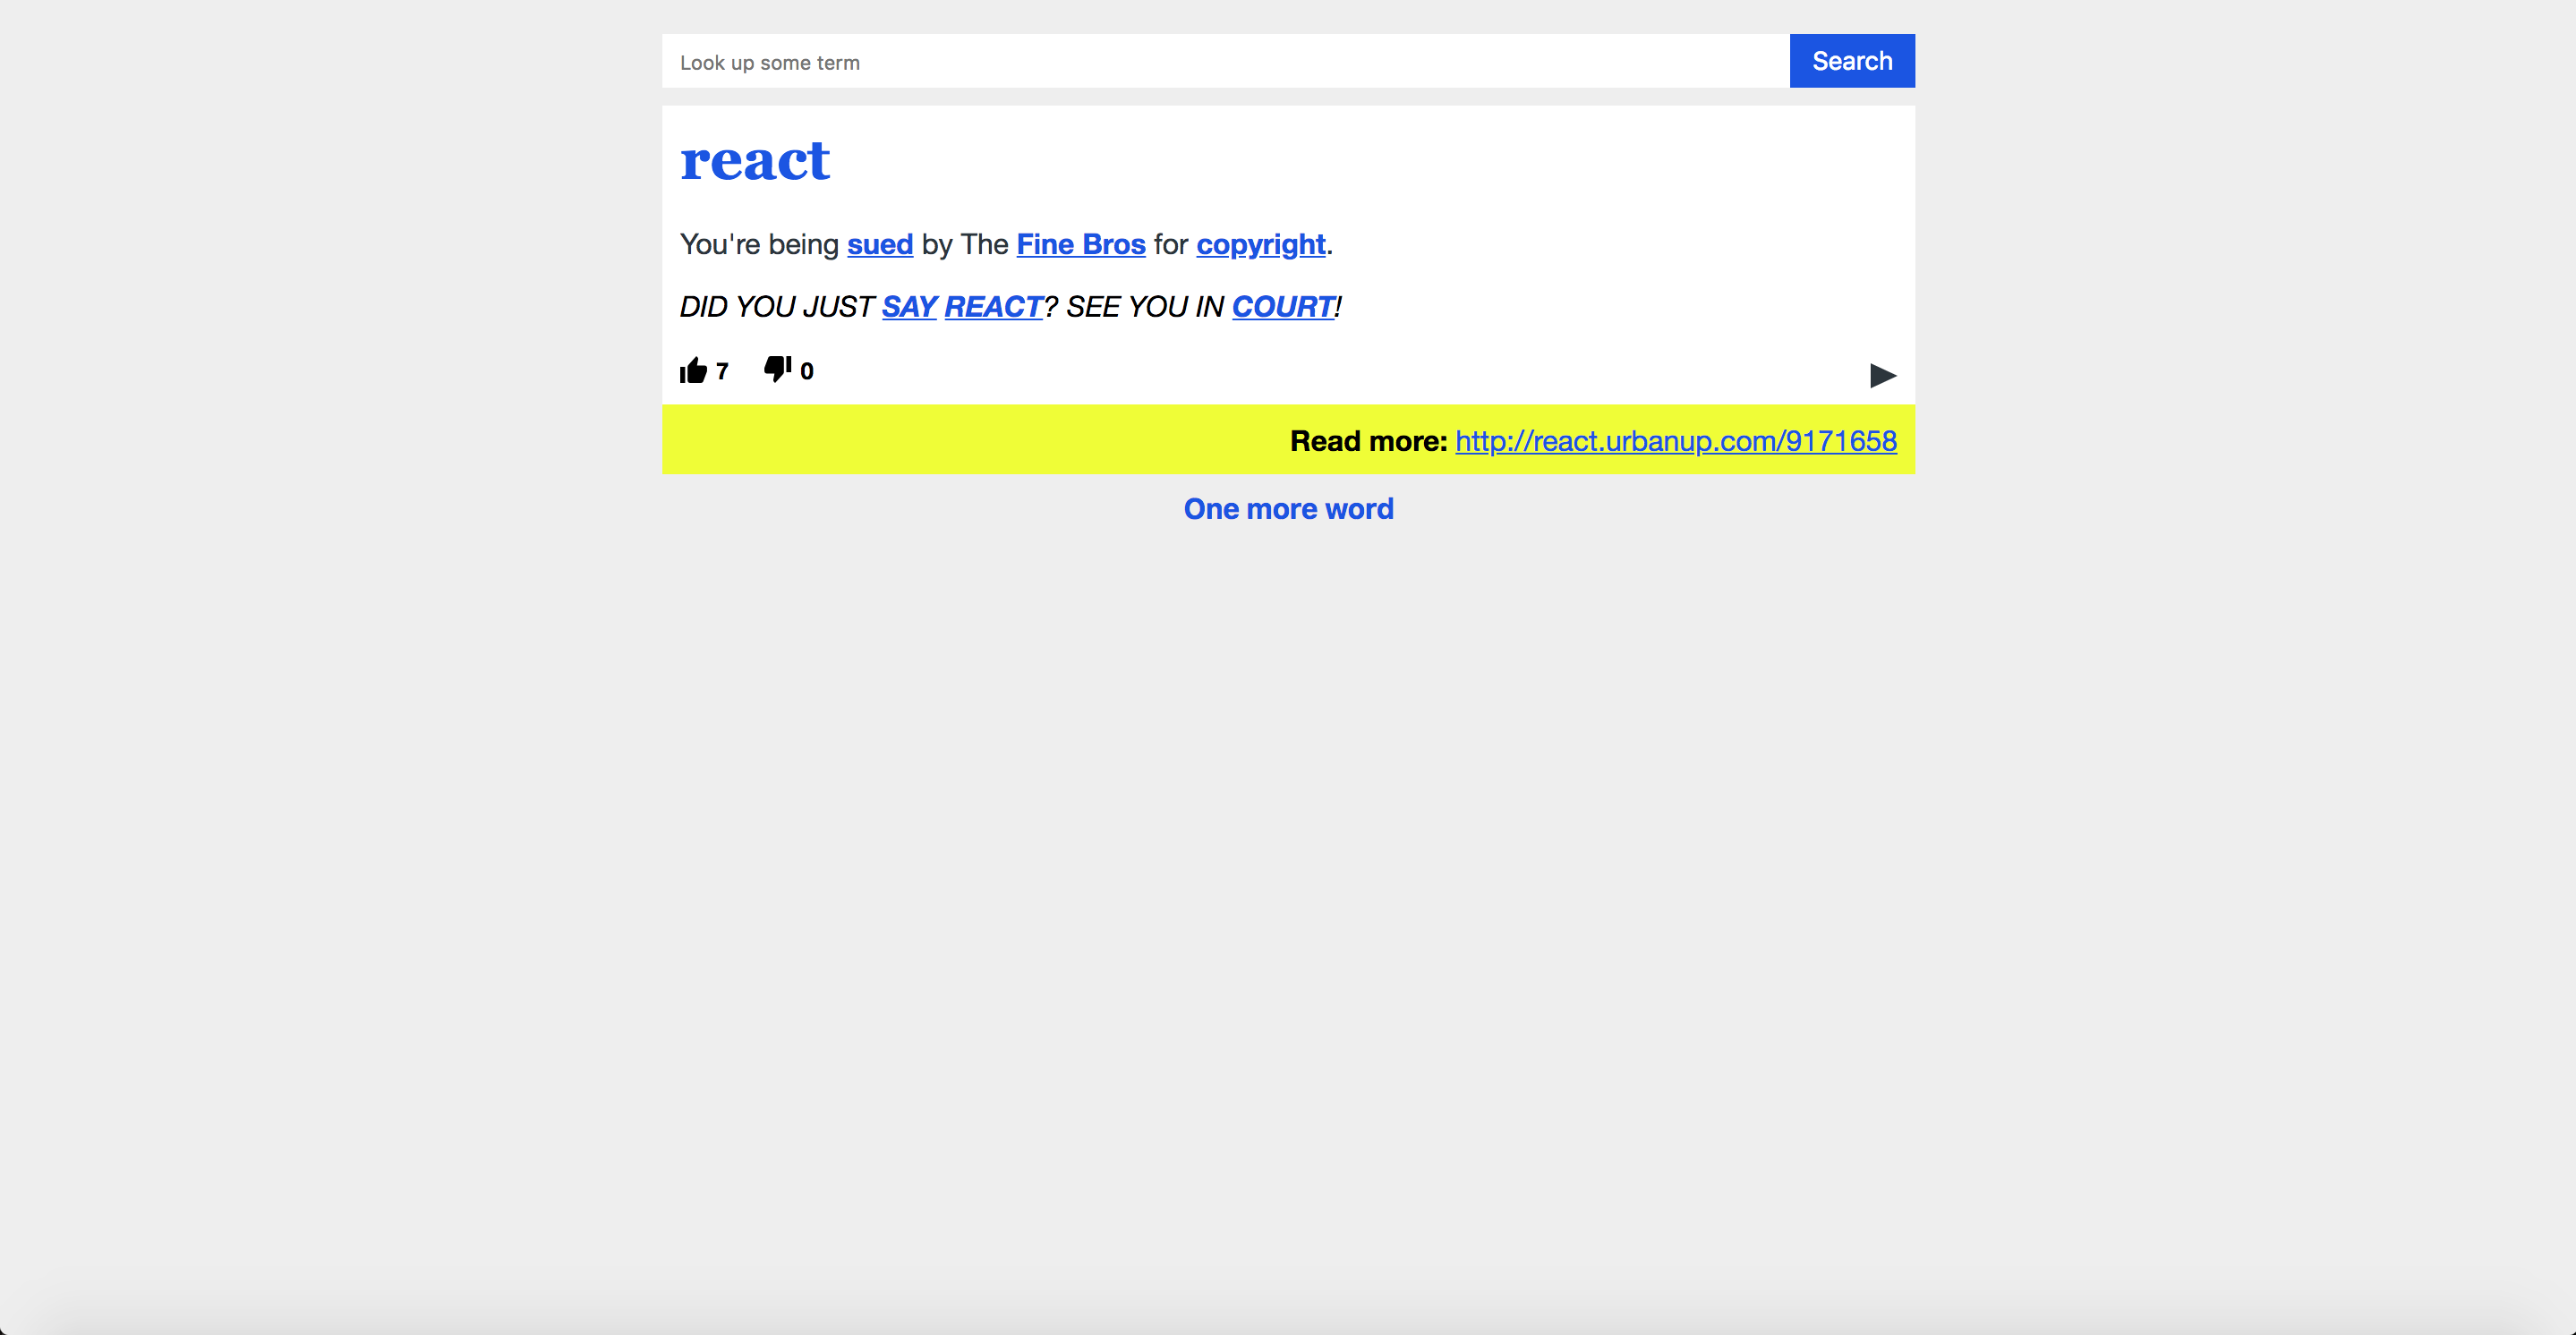 Look up some term
Search
react
You're being sued by The Fine Bros for copyright.
DID YOU JUST SAY REACT? SEE YOU IN COURT!
7 0
Read more: http://react.urbanup.com/9171658
One more word